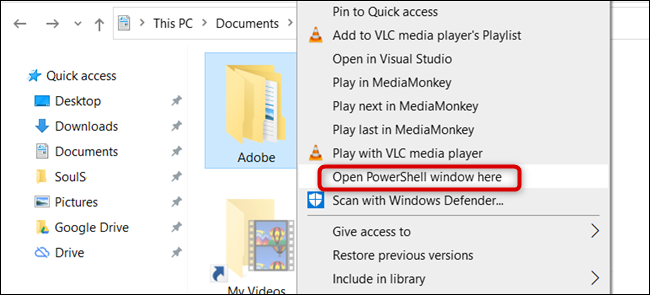 This PC > Documents >
Quick access
Desktop
Downloads
Documents
SoulS
Pictures
Google Drive
Drive
Adobe
My Videos
Pin to Quick access
Add to VLC media player's Playlist
Open in Visual Studio
Play in MediaMonkey
Play next in MediaMonkey
Play last in MediaMonkey
Play with VLC media player
Open PowerShell window here
Scan with Windows Defender...
Give access to
Restore previous versions
Include in library